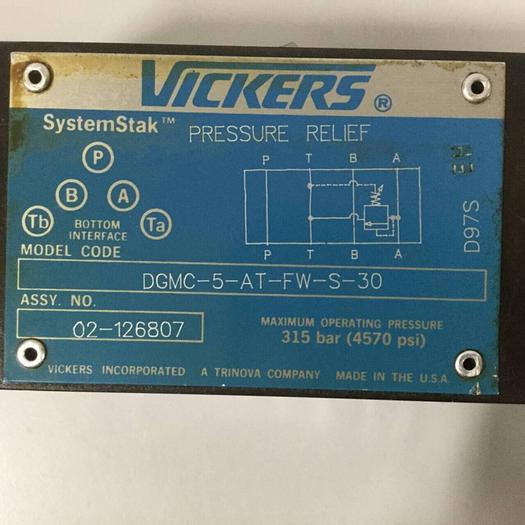 VICKERS®
SystemStak™ PRESSURE RELIEF
P
B A
Tb BOTTOM INTERFACE Ta
P T B A
P T B A
D97S
MODEL CODE
DGMC-5-AT-FW-S-30
ASSY. NO.
02-126807
MAXIMUM OPERATING PRESSURE
315 bar (4570 psi)
VICKERS INCORPORATED A TRINOVA COMPANY MADE IN THE U.S.A.